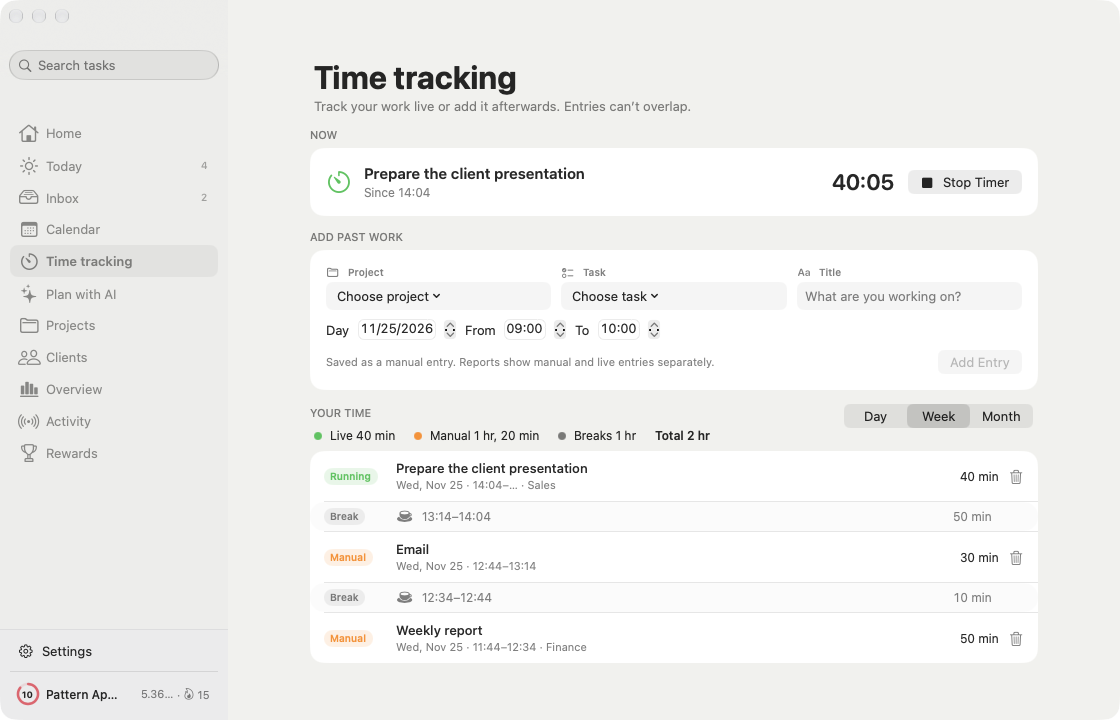 Search tasks
Home
Today 4
Inbox 2
Calendar
Time tracking
Plan with AI
Projects
Clients
Overview
Activity
Rewards
Settings
10 Pattern Ap... 5.36... · 15
Time tracking
Track your work live or add it afterwards. Entries can’t overlap.
NOW
Prepare the client presentation
Since 14:04
40:05 Stop Timer
ADD PAST WORK
Project Task Aa Title
Choose project Choose task What are you working on?
Day 11/25/2026 From 09:00 To 10:00
Saved as a manual entry. Reports show manual and live entries separately.
Add Entry
YOUR TIME
Day Week Month
Live 40 min Manual 1 hr, 20 min Breaks 1 hr Total 2 hr
Running Prepare the client presentation 40 min
Wed, Nov 25 · 14:04–... · Sales
Break 13:14–14:04 50 min
Manual Email 30 min
Wed, Nov 25 · 12:44–13:14
Break 12:34–12:44 10 min
Manual Weekly report 50 min
Wed, Nov 25 · 11:44–12:34 · Finance